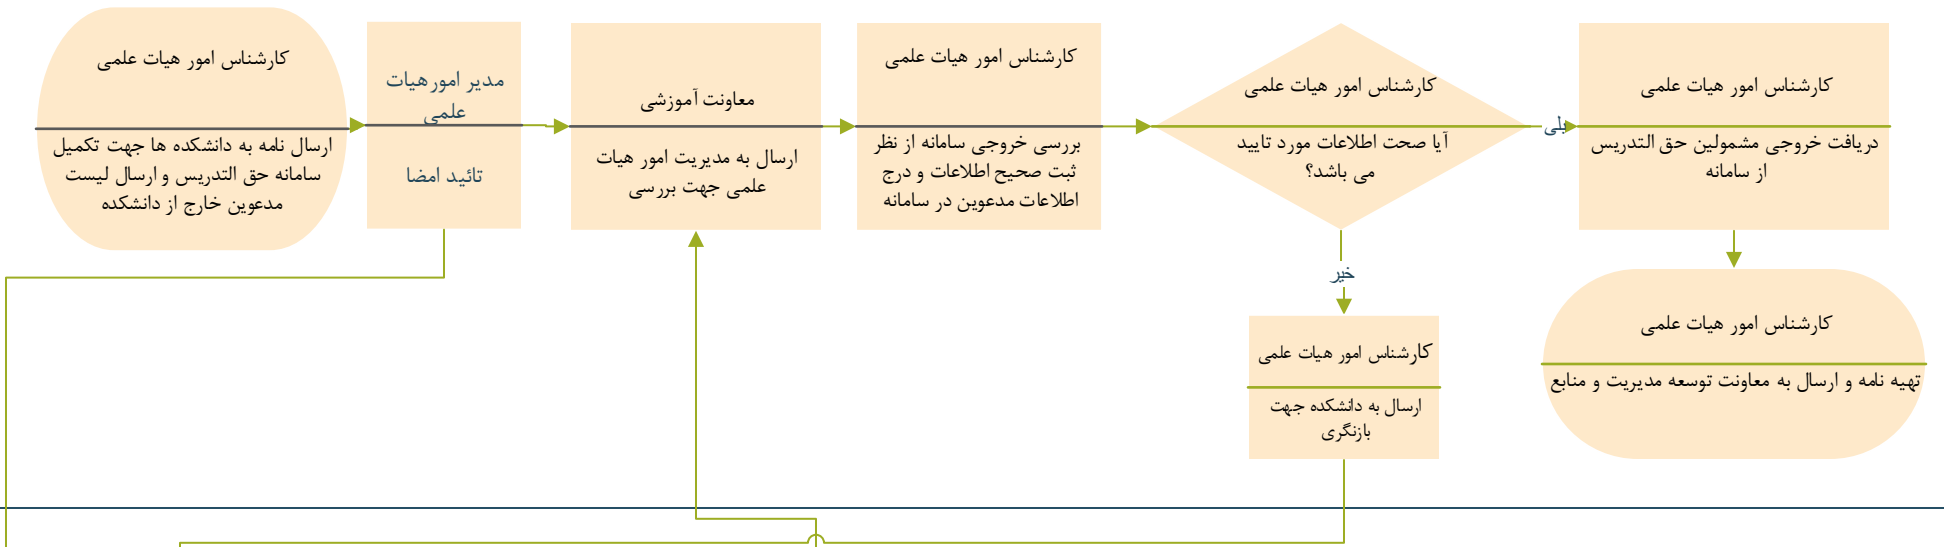 کارشناس امور هیات علمی
ارسال نامه به دانشکده ها جهت تکمیل
سامانه حق التدریس و ارسال لیست
مدعوین خارج از دانشکده
مدیر امورهیات
علمی
تائید امضا
معاونت آموزشی
ارسال به مدیریت امور هیات
علمی جهت بررسی
کارشناس امور هیات علمی
بررسی خروجی سامانه از نظر
ثبت صحیح اطلاعات و درج
اطلاعات مدعوین در سامانه
کارشناس امور هیات علمی
آیا صحت اطلاعات مورد تایید
می باشد؟
بلی
کارشناس امور هیات علمی
دریافت خروجی مشمولین حق التدریس
از سامانه
خیر
کارشناس امور هیات علمی
ارسال به دانشکده جهت
بازنگری
کارشناس امور هیات علمی
تهیه نامه و ارسال به معاونت توسعه مدیریت و منابع